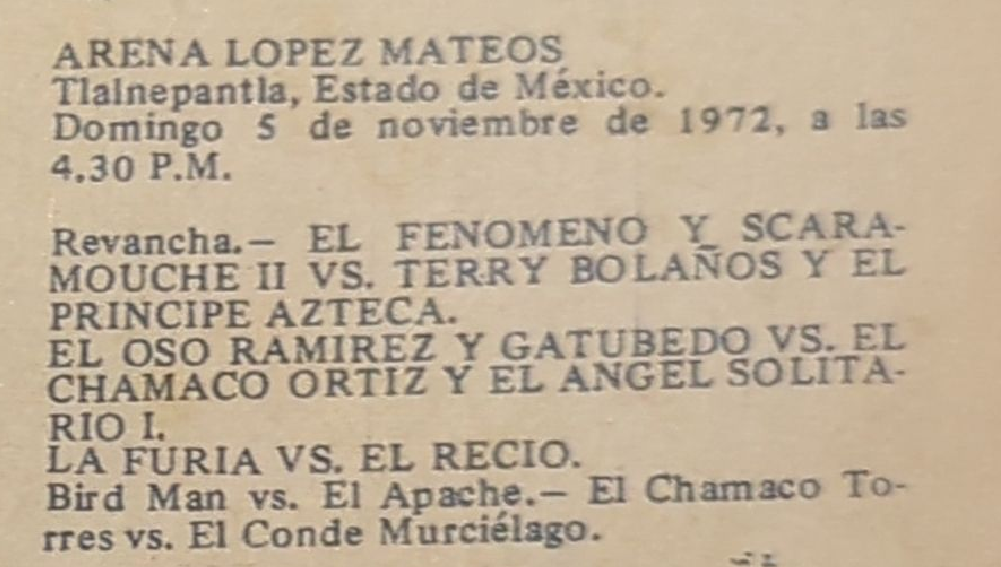 ARENA LOPEZ MATEOS
Tlalnepantla, Estado de México.
Domingo 5 de noviembre de 1972, a las
4.30 P.M.
Revancha.— EL FENOMENO Y SCARA-
MOUCHE II VS. TERRY BOLAÑOS Y EL
PRINCIPE AZTECA.
EL OSO RAMIREZ Y GATUBEDO VS. EL
CHAMACO ORTIZ Y EL ANGEL SOLITA-
RIO I.
LA FURIA VS. EL RECIO.
Bird Man vs. El Apache.— El Chamaco To-
rres vs. El Conde Murciélago.